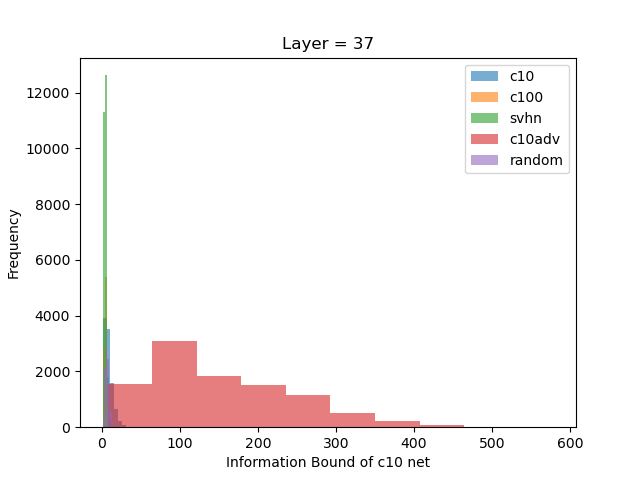 Layer = 37
c10
c100
svhn
c10adv
random
Frequency
12000
10000
8000
6000
4000
2000
0
0 100 200 300 400 500 600
Information Bound of c10 net